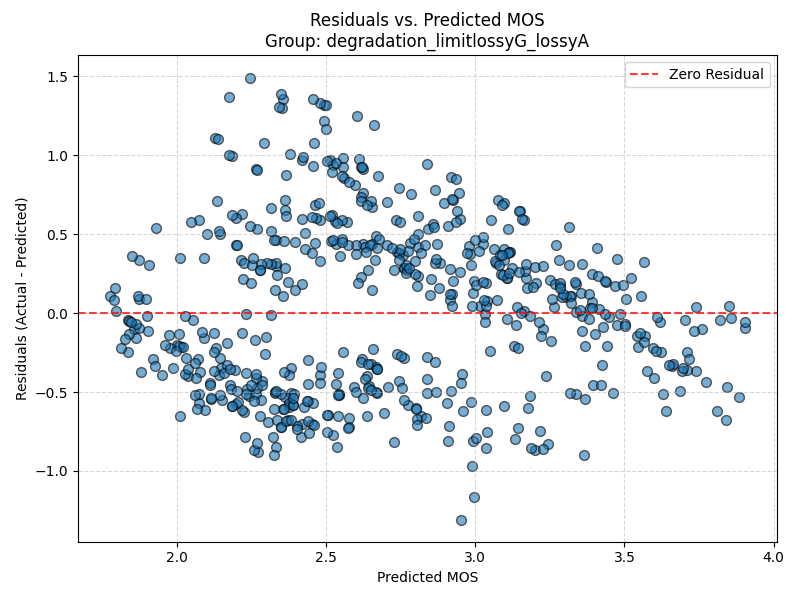 Residuals vs. Predicted MOS
Group: degradation_limitlossyG_lossyA
Zero Residual
Residuals (Actual - Predicted)
1.5
1.0
0.5
0.0
−0.5
−1.0
2.0 2.5 3.0 3.5 4.0
Predicted MOS